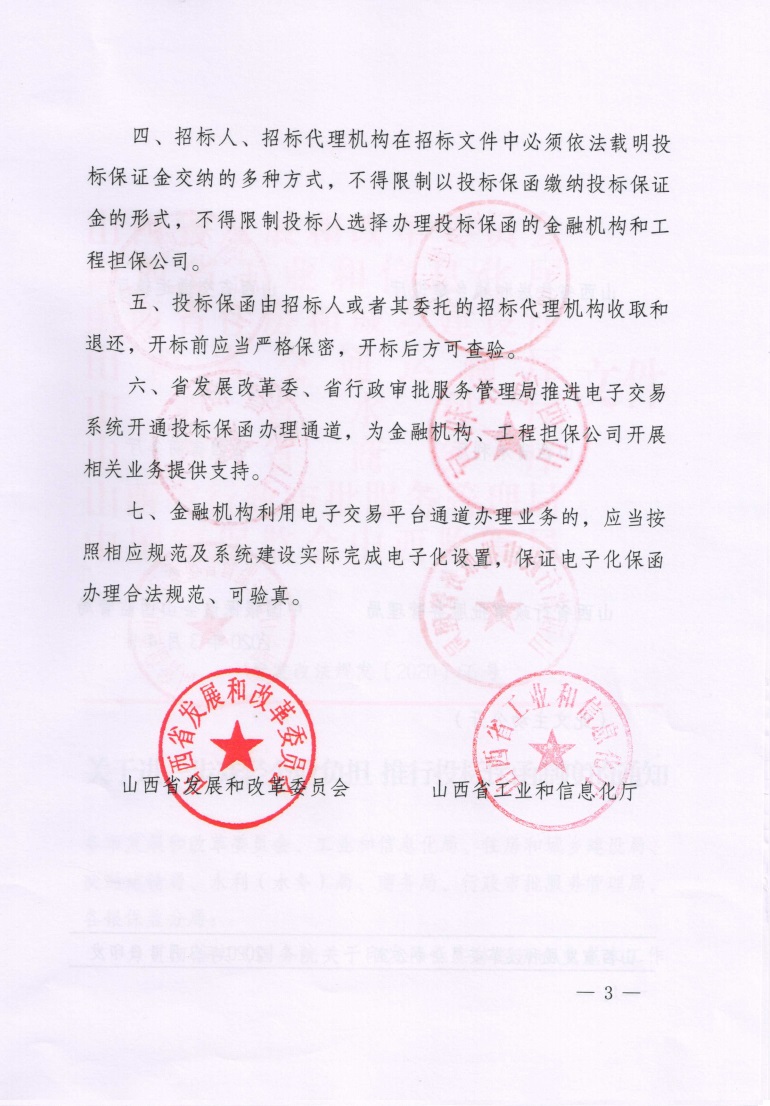 四、招标人、招标代理机构在招标文件中必须依法载明投
标保证金交纳的多种方式，不得限制以投标保函缴纳投标保证
金的形式，不得限制投标人选择办理投标保函的金融机构和工
程担保公司。
五、投标保函由招标人或者其委托的招标代理机构收取和
退还，开标前应当严格保密，开标后方可查验。
六、省发展改革委、省行政审批服务管理局推进电子交易
系统开通投标保函办理通道，为金融机构、工程担保公司开展
相关业务提供支持。
七、金融机构利用电子交易平台通道办理业务的，应当按
照相应规范及系统建设实际完成电子化设置，保证电子化保函
办理合法规范、可验真。
山西省发展和改革委员会
山西省工业和信息化厅
山西省发展和改革委员会
山西省工业和信息化厅
— 3 —